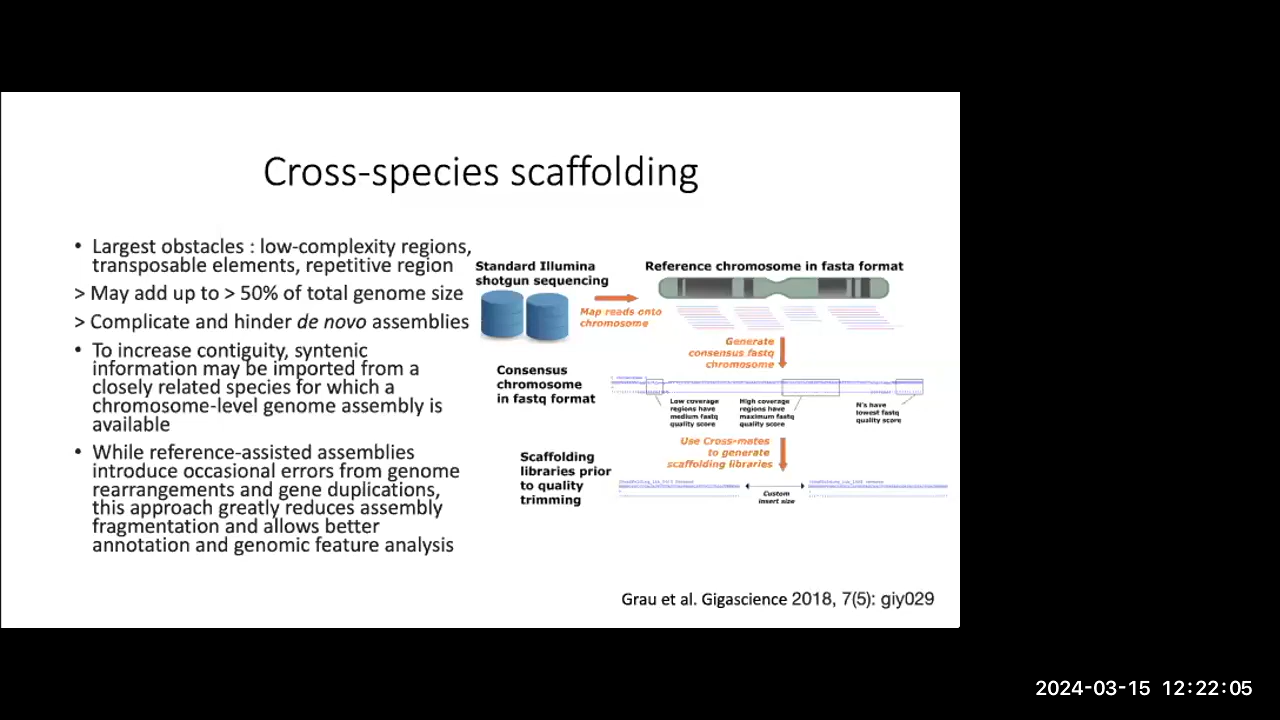 Cross-species scaffolding
• Largest obstacles : low-complexity regions,
transposable elements, repetitive region
> May add up to > 50% of total genome size
> Complicate and hinder de novo assemblies
• To increase contiguity, syntenic
information may be imported from a
closely related species for which a
chromosome-level genome assembly is
available
• While reference-assisted assemblies
introduce occasional errors from genome
rearrangements and gene duplications,
this approach greatly reduces assembly
fragmentation and allows better
annotation and genomic feature analysis
Standard Illumina
shotgun sequencing
Reference chromosome in fasta format
Map reads onto
chromosome
Generate
consensus fastq
chromosome
Consensus
chromosome
in fastq format
Low coverage
regions have
medium fastq
quality score
High coverage
regions have
maximum fastq
quality score
N's have
lowest fastq
quality score
Use Cross-mates
to generate
scaffolding libraries
Scaffolding
libraries prior
to quality
trimming
Custom
insert size
Grau et al. Gigascience 2018, 7(5): giy029
2024-03-15 12:22:05